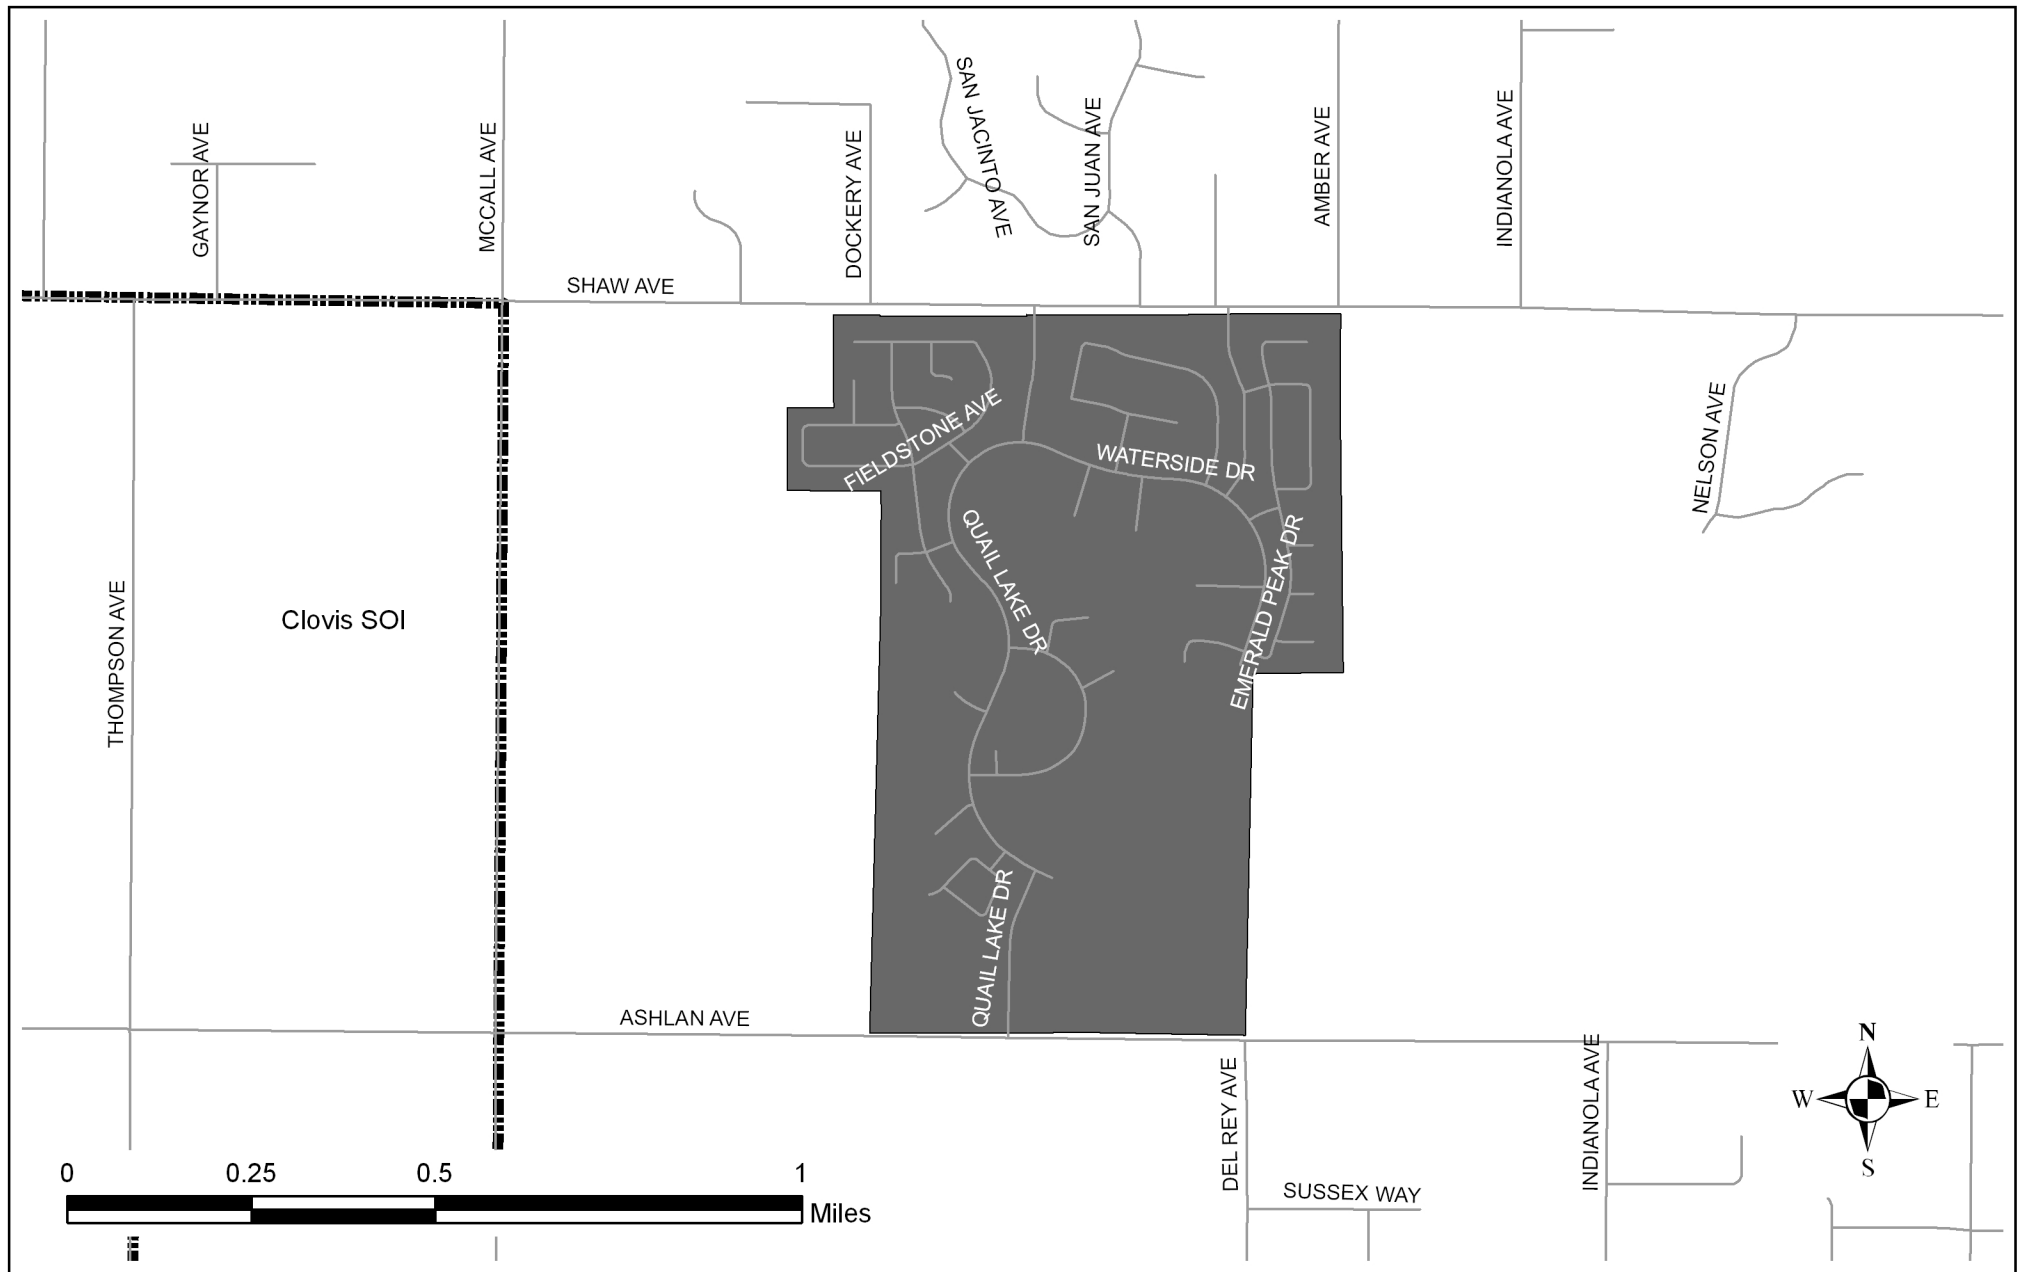 SAN JACINTO AVE
SAN JUAN AVE
INDIANOLA AVE
AMBER AVE
GAYNOR AVE
MCCALL AVE
DOCKERY AVE
SHAW AVE
FIELDSTONE AVE
WATERSIDE DR
NELSON AVE
QUAIL LAKE DR
EMERALD PEAK DR
THOMPSON AVE
Clovis SOI
QUAIL LAKE DR
ASHLAN AVE
N
W E
S
DEL REY AVE
INDIANOLA AVE
SUSSEX WAY
0 0.25 0.5 1
Miles